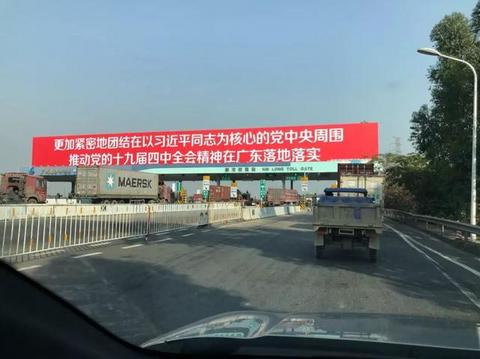 更加紧密地团结在以习近平同志为核心的党中央周围
推动党的十九届四中全会精神在广东落地落实
MAERSK